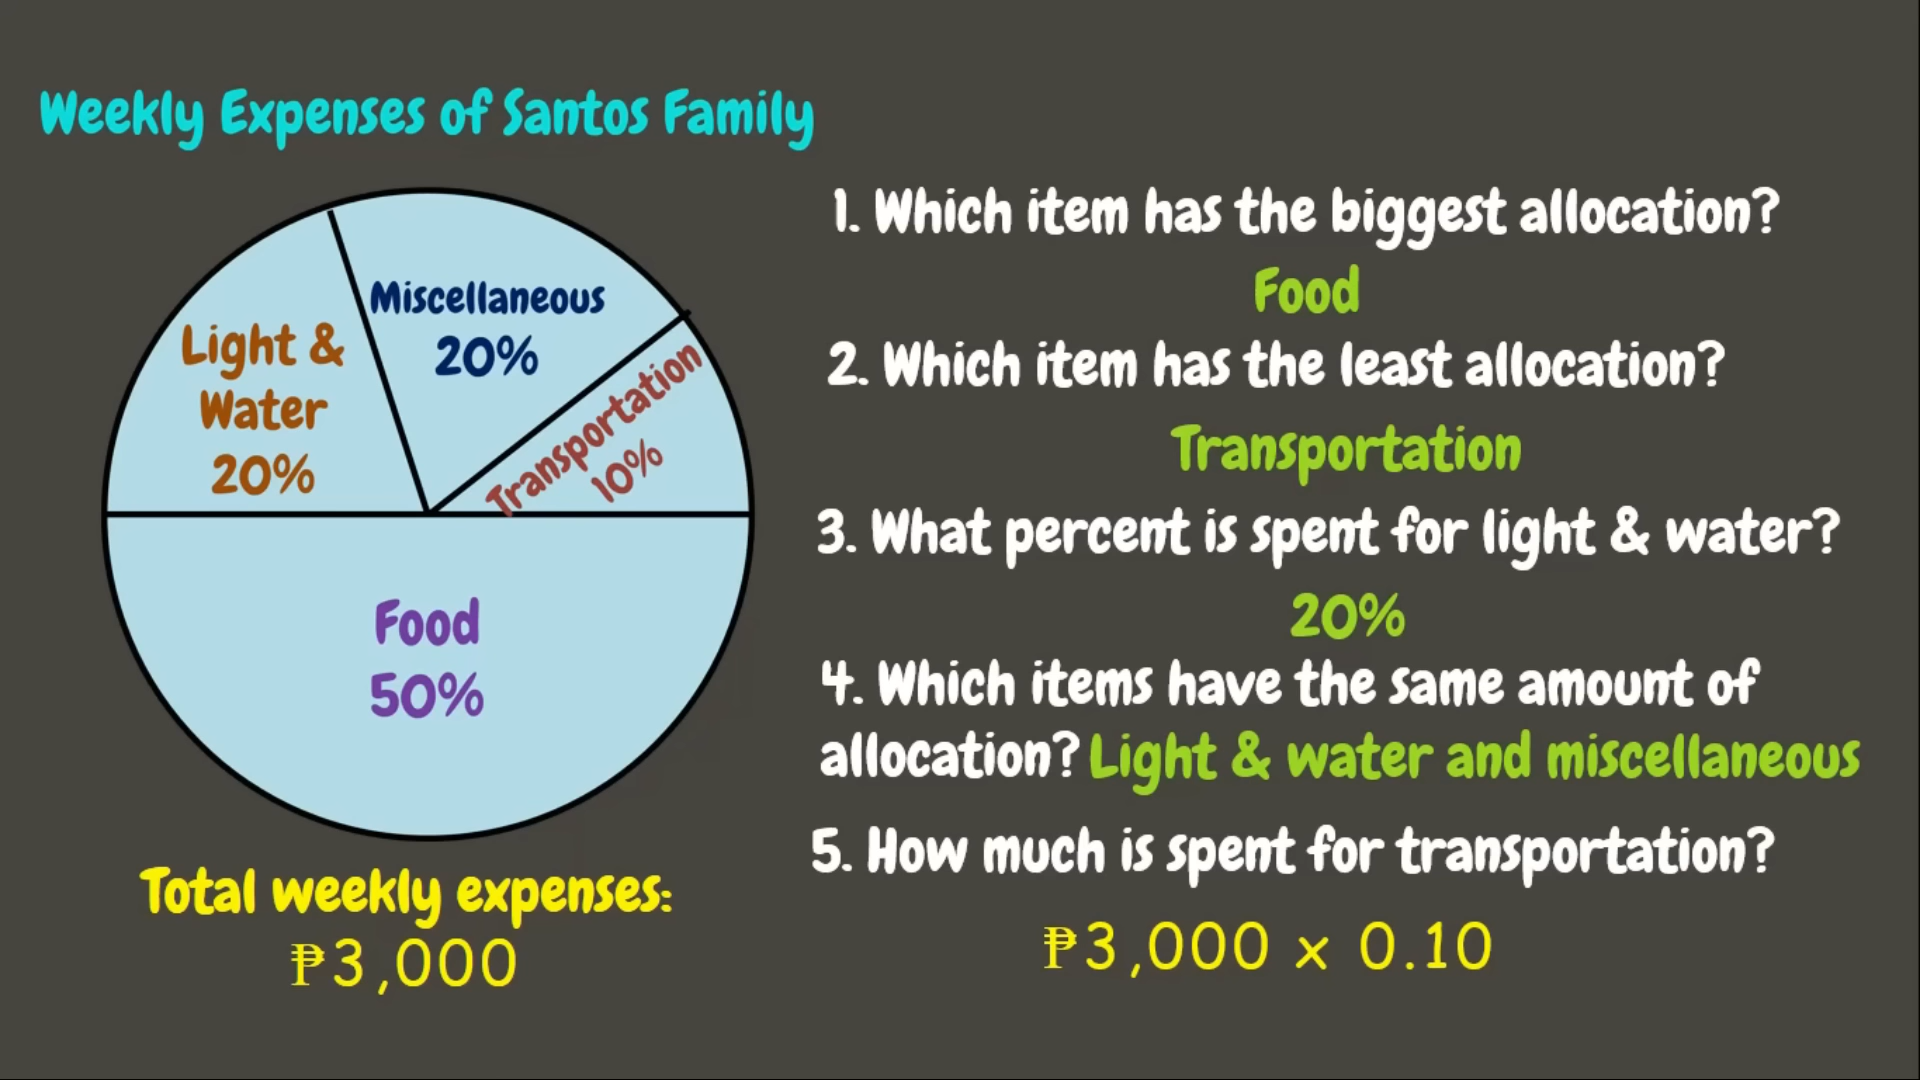 Weekly Expenses of Santos Family
Light &
Water
20%
Miscellaneous
20%
Transportation
10%
Food
50%
Total weekly expenses:
₱3,000
1. Which item has the biggest allocation?
Food
2. Which item has the least allocation?
Transportation
3. What percent is spent for light & water?
20%
4. Which items have the same amount of
allocation? Light & water and miscellaneous
5. How much is spent for transportation?
₱3,000 x 0.10